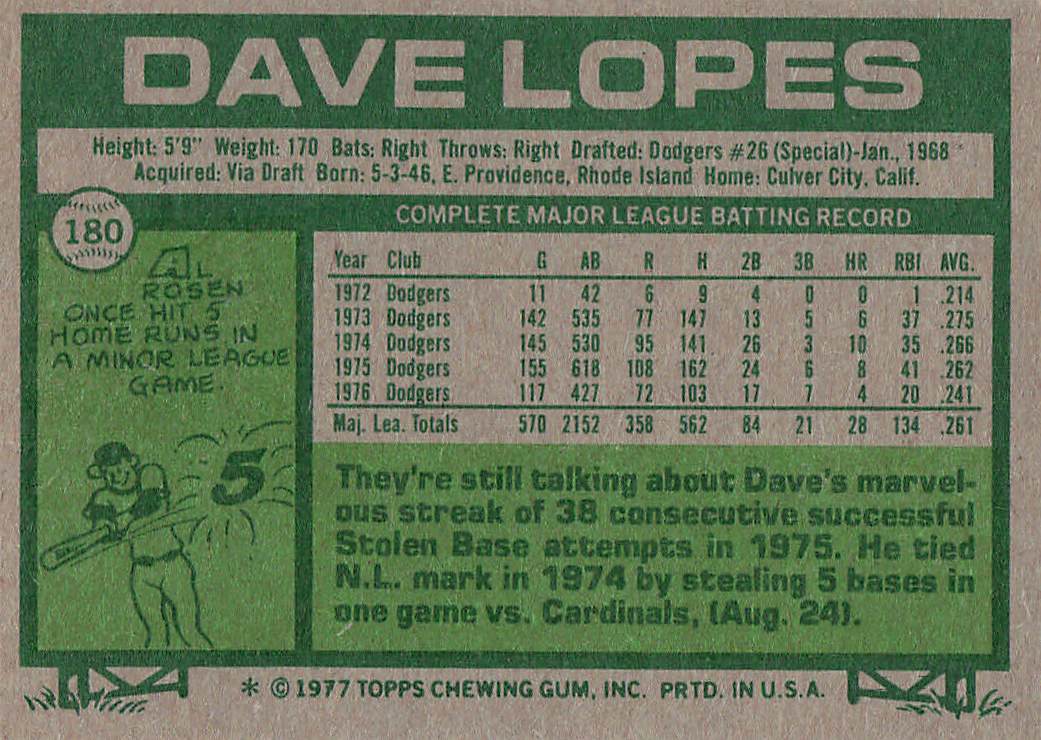 DAVE LOPES
Height: 5'9" Weight: 170 Bats: Right Throws: Right Drafted: Dodgers #26 (Special)-Jan., 1968
Acquired: Via Draft Born: 5-3-46, E. Providence, Rhode Island Home: Culver City, Calif.
180
AL
ROSEN
ONCE HIT 5
HOME RUNS IN
A MINOR LEAGUE
GAME.
5
COMPLETE MAJOR LEAGUE BATTING RECORD
Year Club G AB R H 2B 3B HR RBI AVG.
1972 Dodgers 11 42 6 9 4 0 0 1 .214
1973 Dodgers 142 535 77 147 13 5 6 37 .275
1974 Dodgers 145 530 95 141 26 3 10 35 .266
1975 Dodgers 155 618 108 162 24 6 8 41 .262
1976 Dodgers 117 427 72 103 17 7 4 20 .241
Maj. Lea. Totals 570 2152 358 562 84 21 28 134 .261
They're still talking about Dave's marvel-
ous streak of 38 consecutive successful
Stolen Base attempts in 1975. He tied
N.L. mark in 1974 by stealing 5 bases in
one game vs. Cardinals, (Aug. 24).
* © 1977 TOPPS CHEWING GUM, INC. PRTD. IN U.S.A.